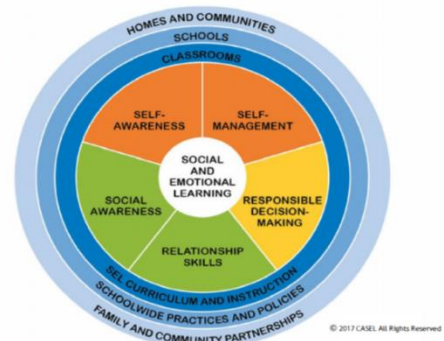 HOMES AND COMMUNITIES
SCHOOLS
CLASSROOMS
SELF-
AWARENESS
SELF-
MANAGEMENT
SOCIAL
AND
EMOTIONAL
LEARNING
SOCIAL
AWARENESS
RESPONSIBLE
DECISION-
MAKING
RELATIONSHIP
SKILLS
SEL CURRICULUM AND INSTRUCTION
SCHOOLWIDE PRACTICES AND POLICIES
FAMILY AND COMMUNITY PARTNERSHIPS
© 2017 CASEL All Rights Reserved